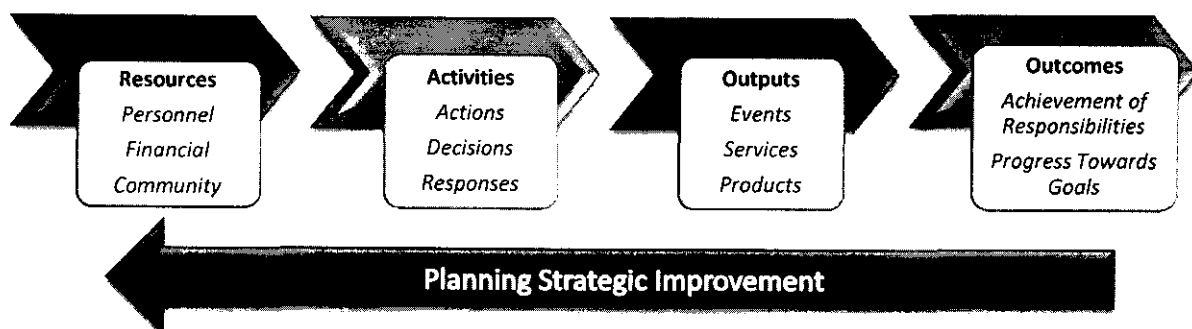 Resources
Personnel
Financial
Community
Activities
Actions
Decisions
Responses
Outputs
Events
Services
Products
Outcomes
Achievement of
Responsibilities
Progress Towards
Goals
Planning Strategic Improvement